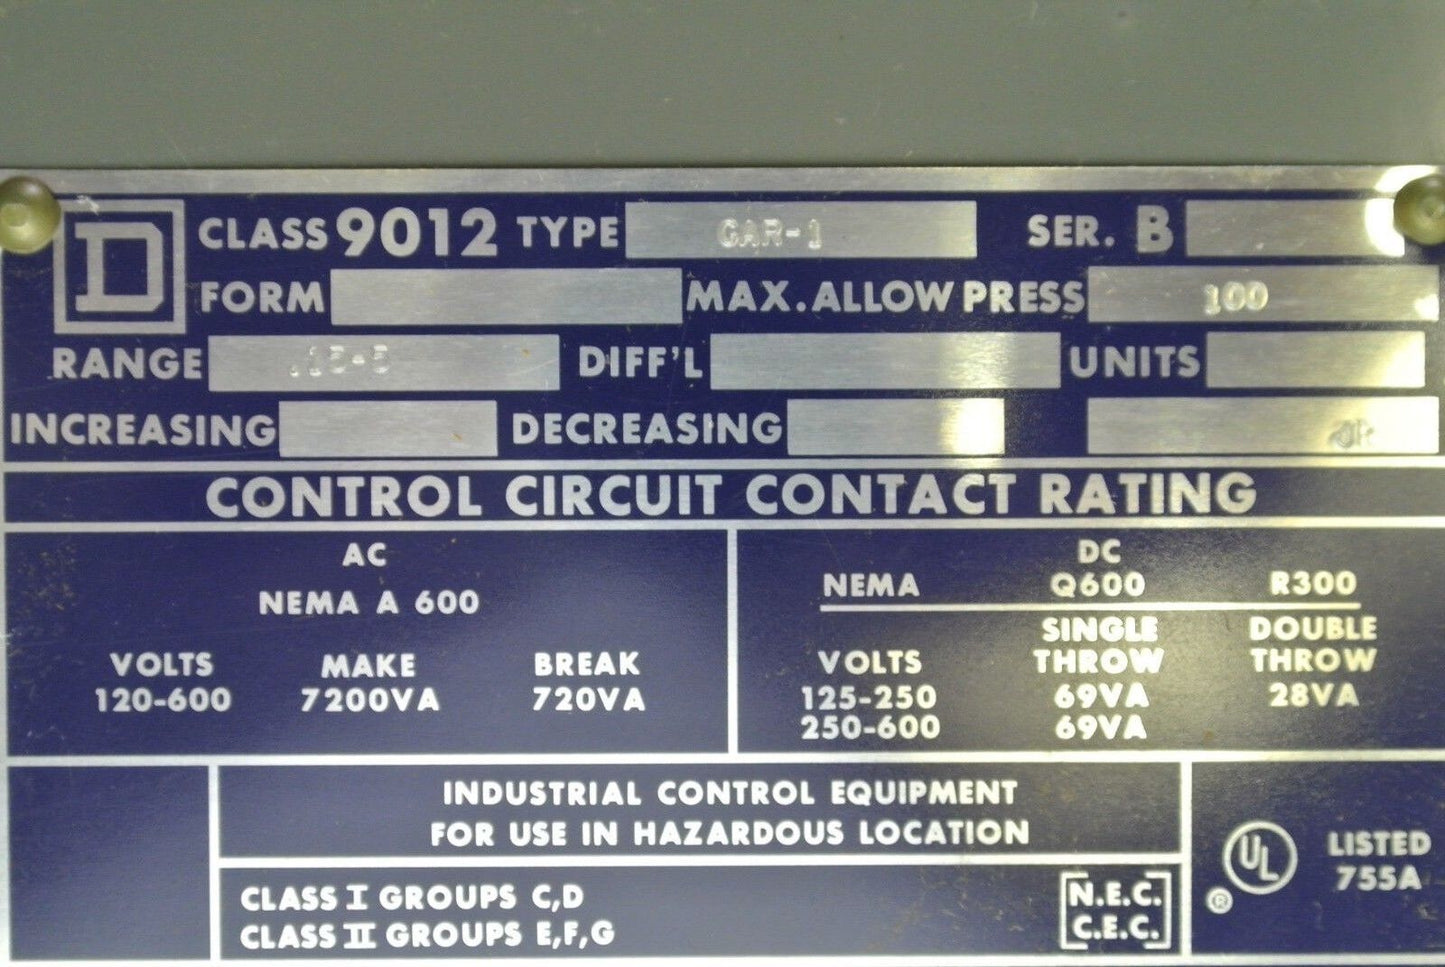 D CLASS 9012 TYPE GAR-1 SER. B
FORM MAX. ALLOW PRESS 100
RANGE DIFF'L UNITS
INCREASING DECREASING
CONTROL CIRCUIT CONTACT RATING
AC
NEMA A 600
VOLTS MAKE BREAK
120-600 7200VA 720VA
DC
NEMA Q600 R300
SINGLE DOUBLE
VOLTS THROW THROW
125-250 69VA 28VA
250-600 69VA
INDUSTRIAL CONTROL EQUIPMENT
FOR USE IN HAZARDOUS LOCATION
CLASS I GROUPS C,D
CLASS II GROUPS E,F,G
N.E.C.
C.E.C.
UL ® LISTED
755A